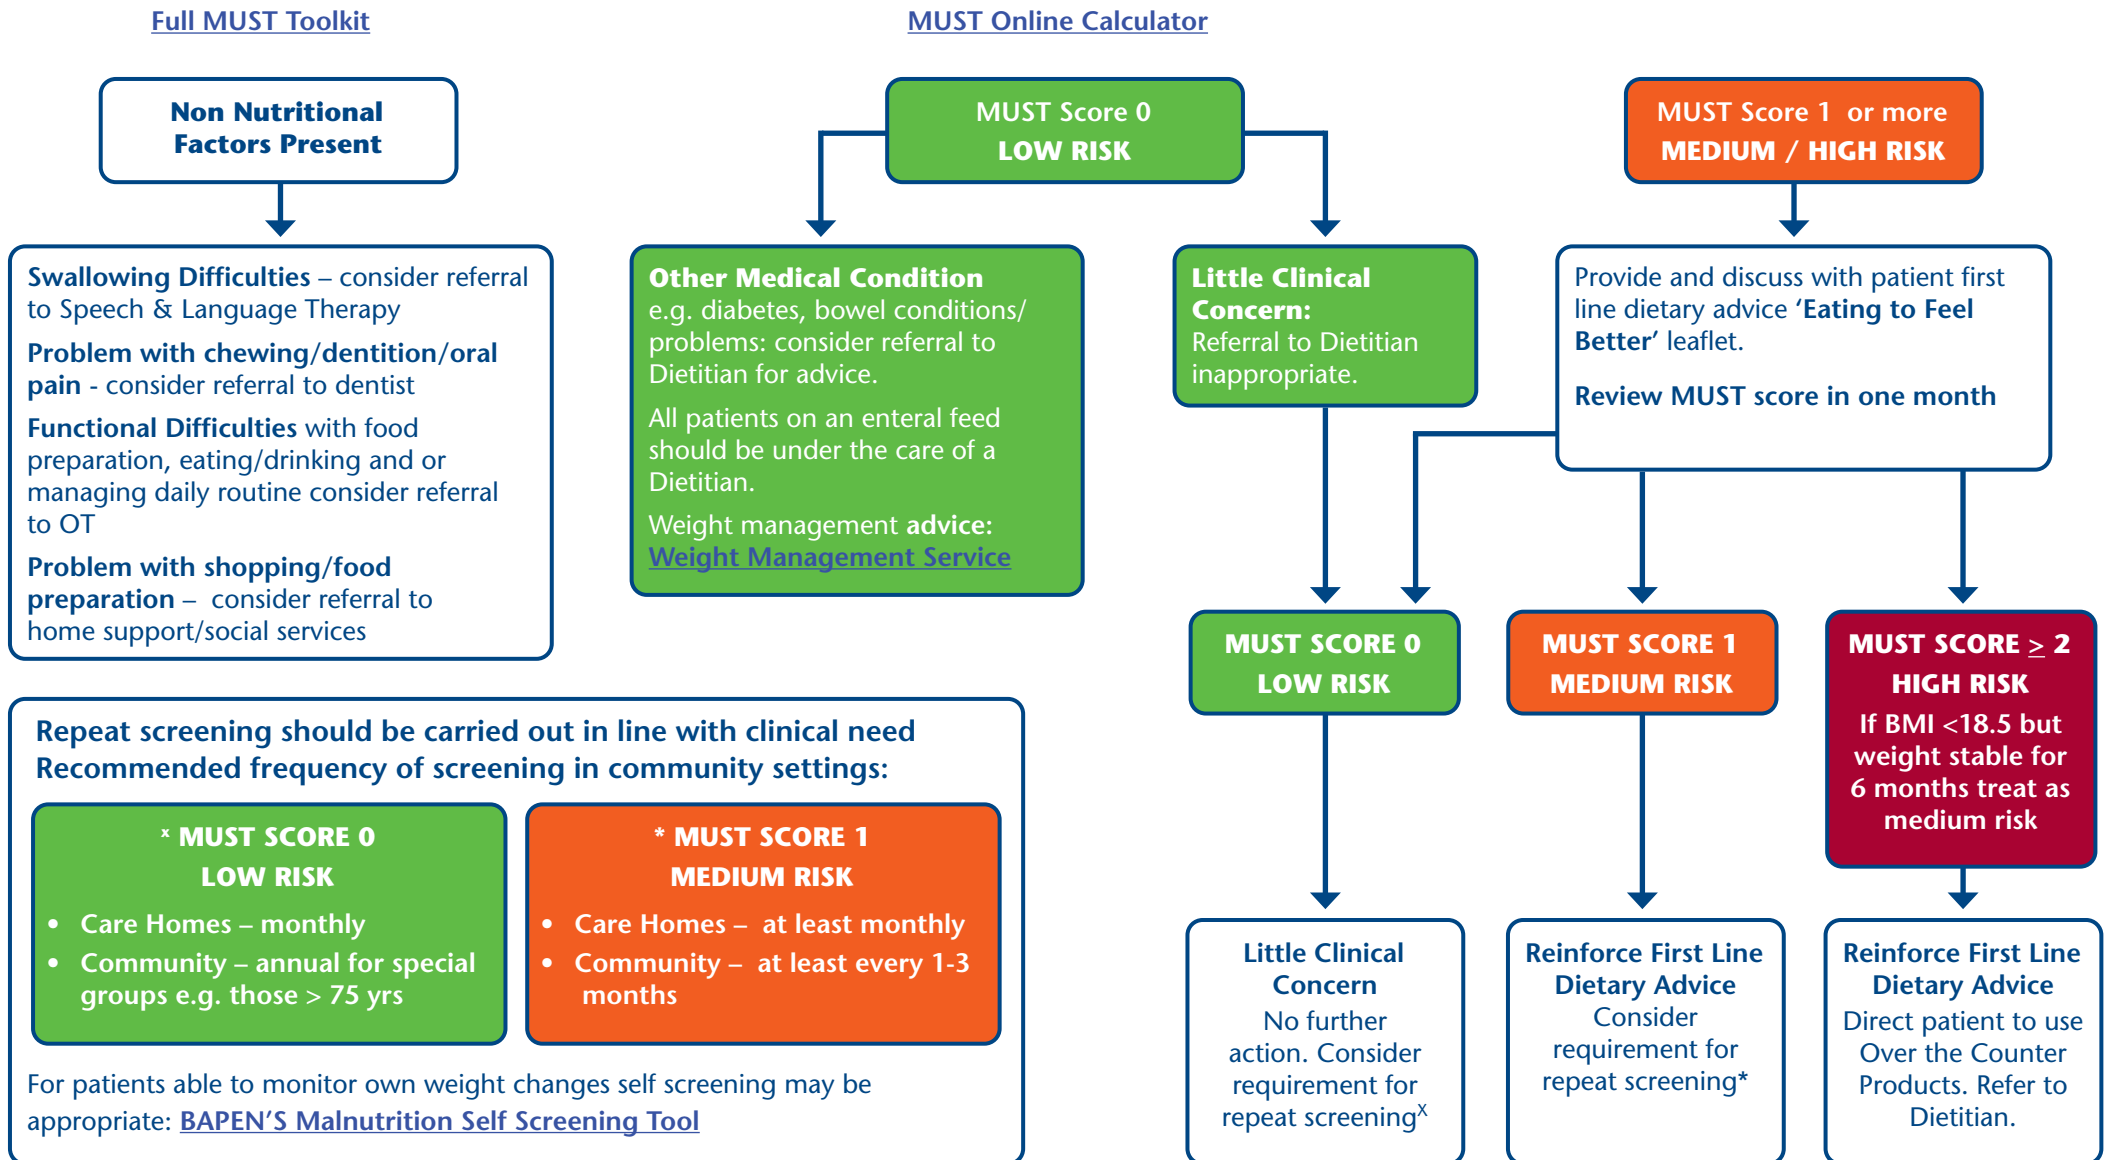 Full MUST Toolkit
MUST Online Calculator
Non Nutritional
Factors Present
Swallowing Difficulties – consider referral
to Speech & Language Therapy
Problem with chewing/dentition/oral
pain - consider referral to dentist
Functional Difficulties with food
preparation, eating/drinking and or
managing daily routine consider referral
to OT
Problem with shopping/food
preparation – consider referral to
home support/social services
MUST Score 0
LOW RISK
Other Medical Condition
e.g. diabetes, bowel conditions/
problems: consider referral to
Dietitian for advice.
All patients on an enteral feed
should be under the care of a
Dietitian.
Weight management advice:
Weight Management Service
Little Clinical
Concern:
Referral to Dietitian
inappropriate.
MUST Score 1 or more
MEDIUM / HIGH RISK
Provide and discuss with patient first
line dietary advice ‘Eating to Feel
Better’ leaflet.
Review MUST score in one month
MUST SCORE 0
LOW RISK
MUST SCORE 1
MEDIUM RISK
MUST SCORE ≥ 2
HIGH RISK
If BMI <18.5 but
weight stable for
6 months treat as
medium risk
Little Clinical
Concern
No further
action. Consider
requirement for
repeat screeningX
Reinforce First Line
Dietary Advice
Consider
requirement for
repeat screening*
Reinforce First Line
Dietary Advice
Direct patient to use
Over the Counter
Products. Refer to
Dietitian.
Repeat screening should be carried out in line with clinical need
Recommended frequency of screening in community settings:
x MUST SCORE 0
LOW RISK
• Care Homes – monthly
• Community – annual for special
groups e.g. those > 75 yrs
* MUST SCORE 1
MEDIUM RISK
• Care Homes – at least monthly
• Community – at least every 1-3
months
For patients able to monitor own weight changes self screening may be
appropriate: BAPEN’S Malnutrition Self Screening Tool